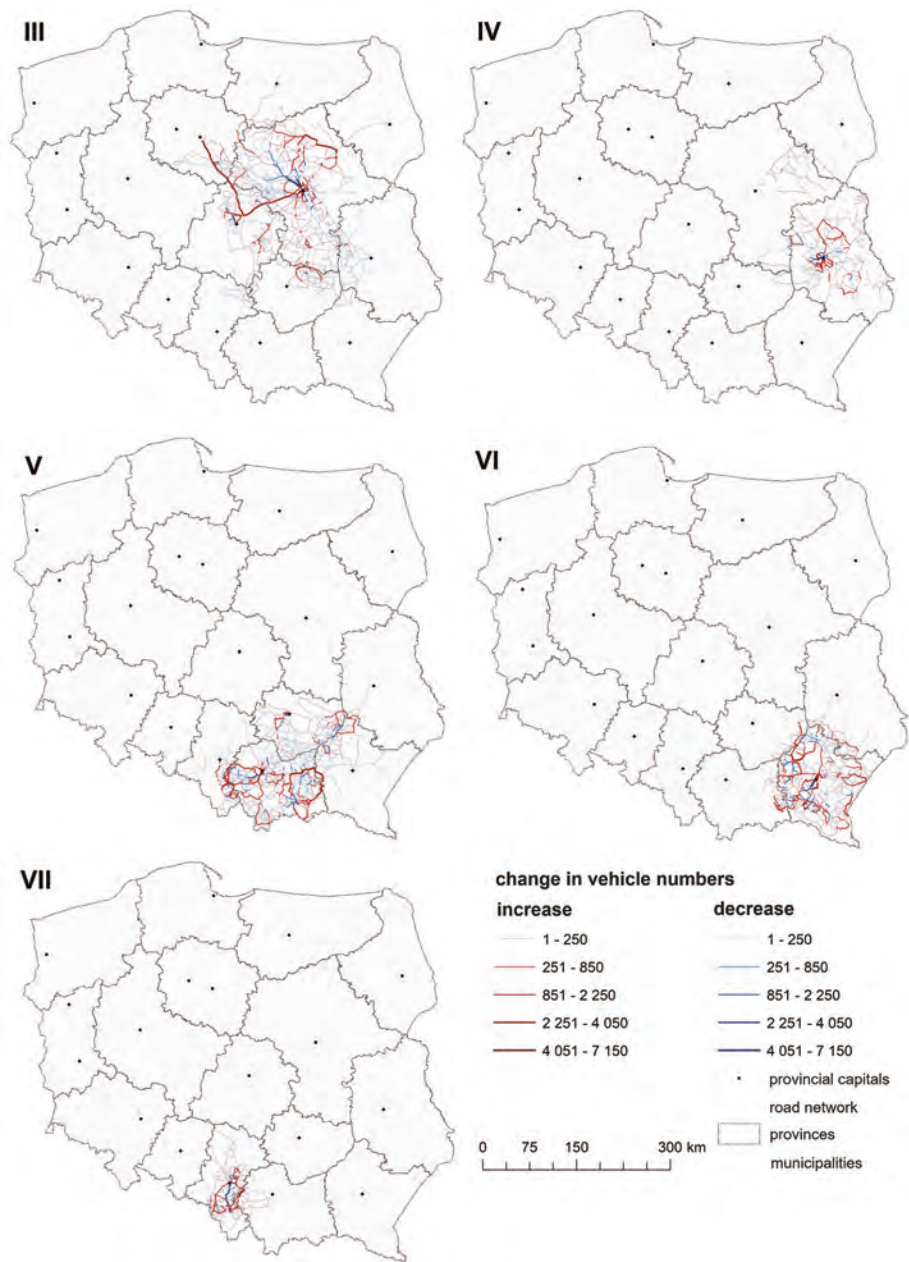 III
IV
V
VI
VII
change in vehicle numbers
increase
decrease
1 - 250
1 - 250
251 - 850
251 - 850
851 - 2 250
851 - 2 250
2 251 - 4 050
2 251 - 4 050
4 051 - 7 150
4 051 - 7 150
provincial capitals
road network
provinces
municipalities
0 75 150 300 km